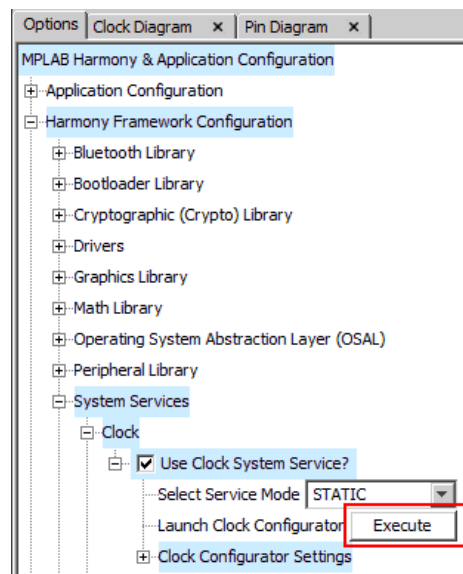 Options Clock Diagram x Pin Diagram x
MPLAB Harmony & Application Configuration
Application Configuration
Harmony Framework Configuration
Bluetooth Library
Bootloader Library
Cryptographic (Crypto) Library
Drivers
Graphics Library
Math Library
Operating System Abstraction Layer (OSAL)
Peripheral Library
System Services
Clock
Use Clock System Service?
Select Service Mode STATIC
Launch Clock Configurator Execute
Clock Configurator Settings